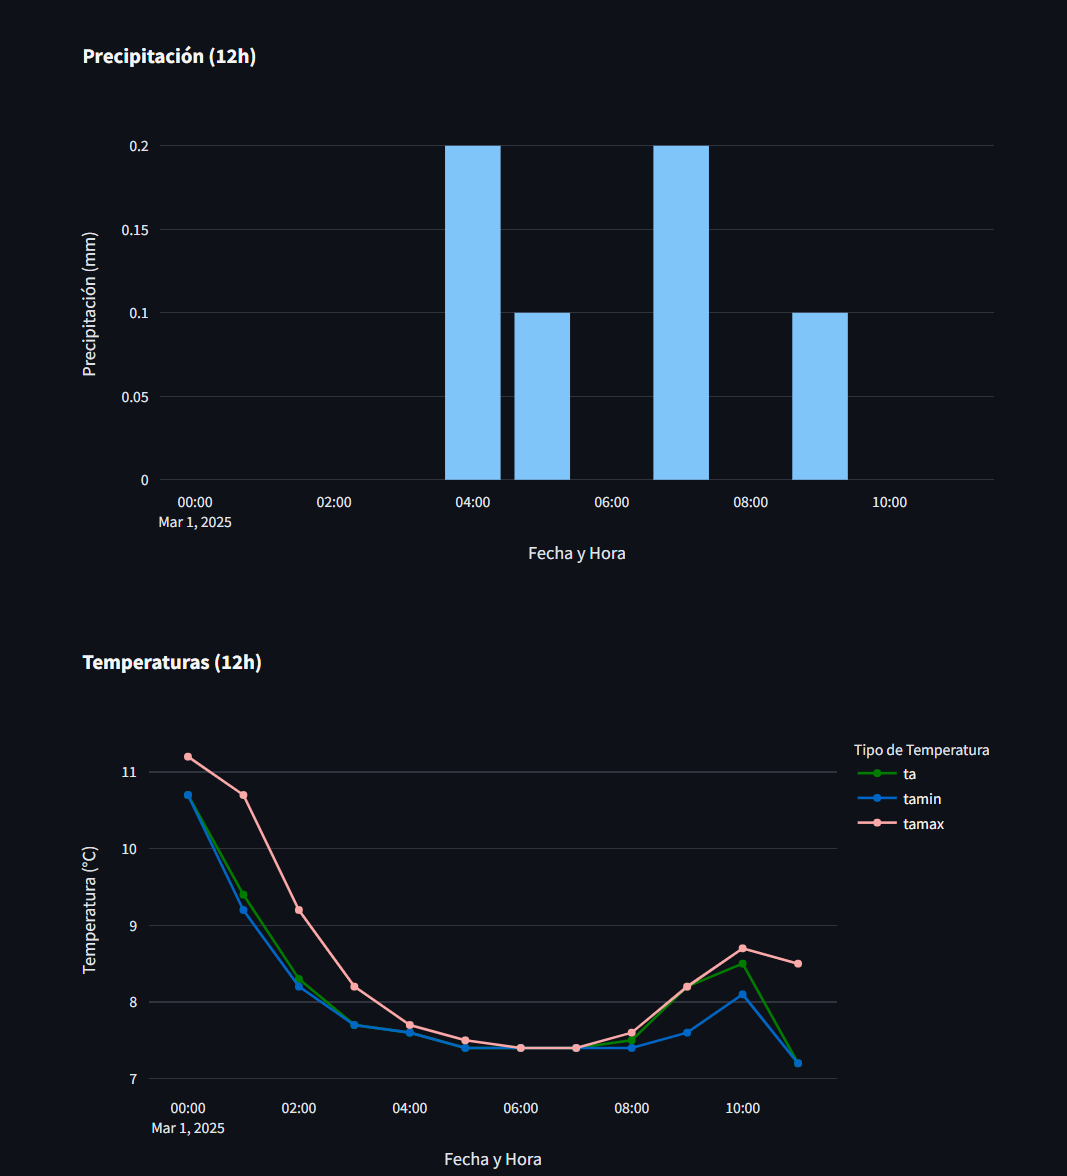 Precipitación (12h)
0.2
0.15
0.1
0.05
0
Precipitación (mm)
00:00 02:00 04:00 06:00 08:00 10:00
Mar 1, 2025
Fecha y Hora
Temperaturas (12h)
Tipo de Temperatura
ta
tamin
tamax
11
10
9
8
7
Temperatura (°C)
00:00 02:00 04:00 06:00 08:00 10:00
Mar 1, 2025
Fecha y Hora